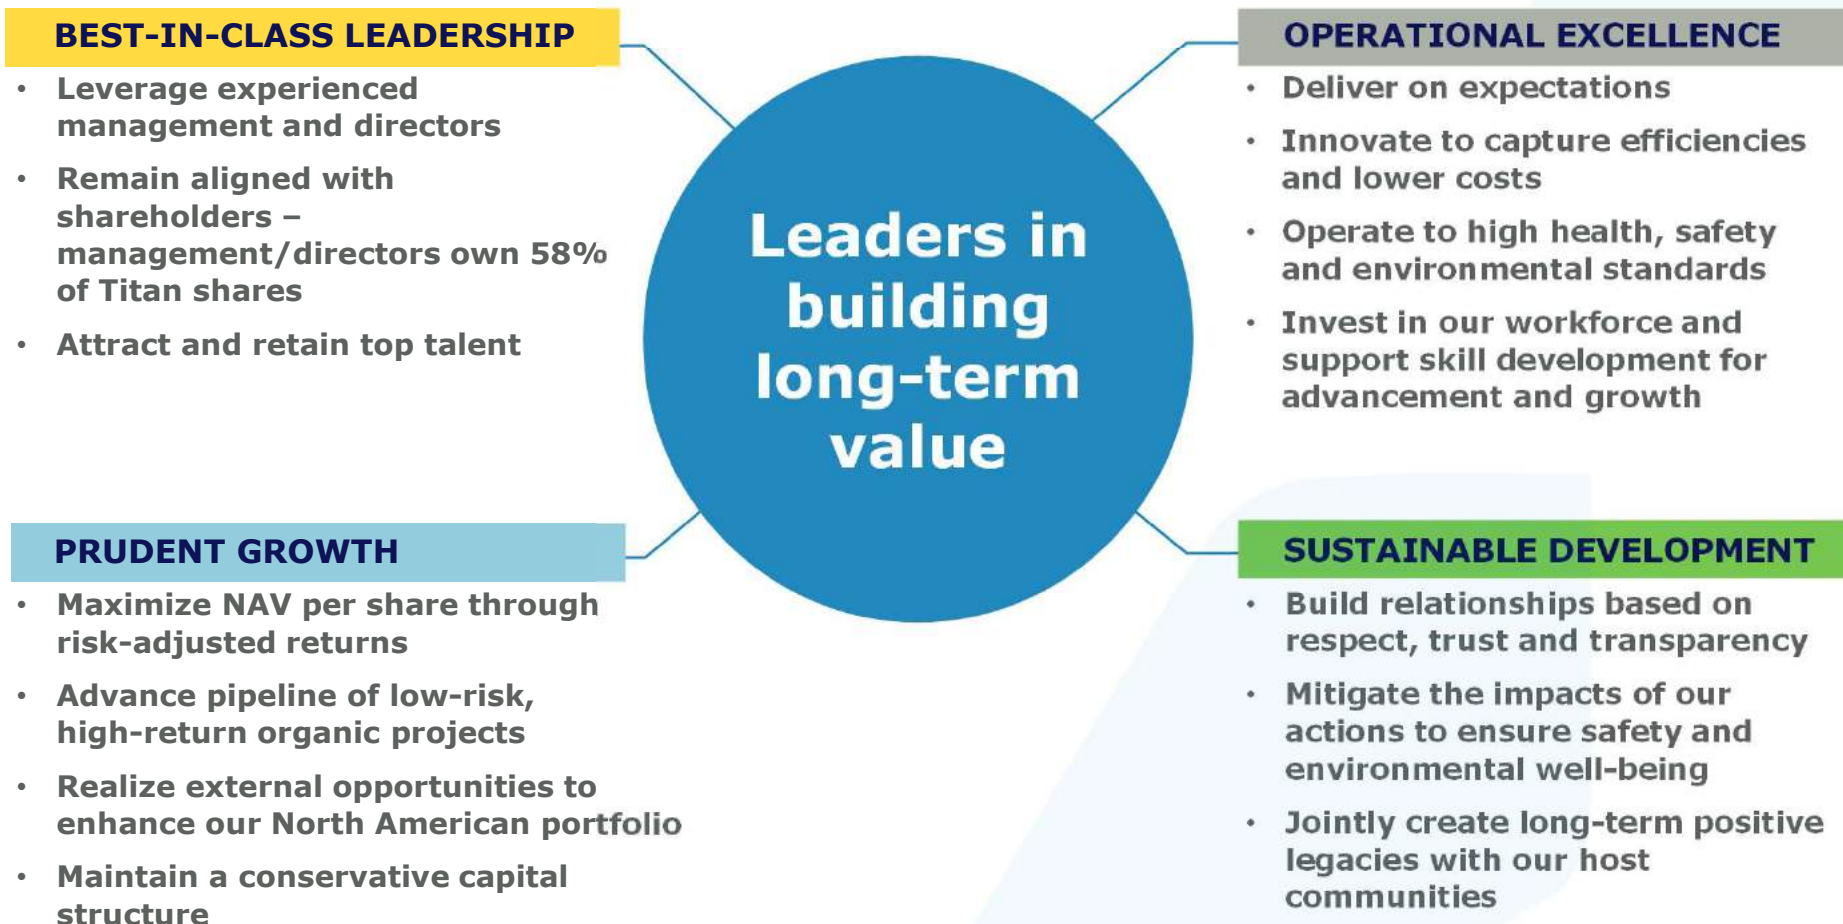 BEST-IN-CLASS LEADERSHIP
• Leverage experienced
management and directors
• Remain aligned with
shareholders –
management/directors own 58%
of Titan shares
• Attract and retain top talent
PRUDENT GROWTH
• Maximize NAV per share through
risk-adjusted returns
• Advance pipeline of low-risk,
high-return organic projects
• Realize external opportunities to
enhance our North American portfolio
• Maintain a conservative capital
structure
Leaders in
building
long-term
value
OPERATIONAL EXCELLENCE
• Deliver on expectations
• Innovate to capture efficiencies
and lower costs
• Operate to high health, safety
and environmental standards
• Invest in our workforce and
support skill development for
advancement and growth
SUSTAINABLE DEVELOPMENT
• Build relationships based on
respect, trust and transparency
• Mitigate the impacts of our
actions to ensure safety and
environmental well-being
• Jointly create long-term positive
legacies with our host
communities